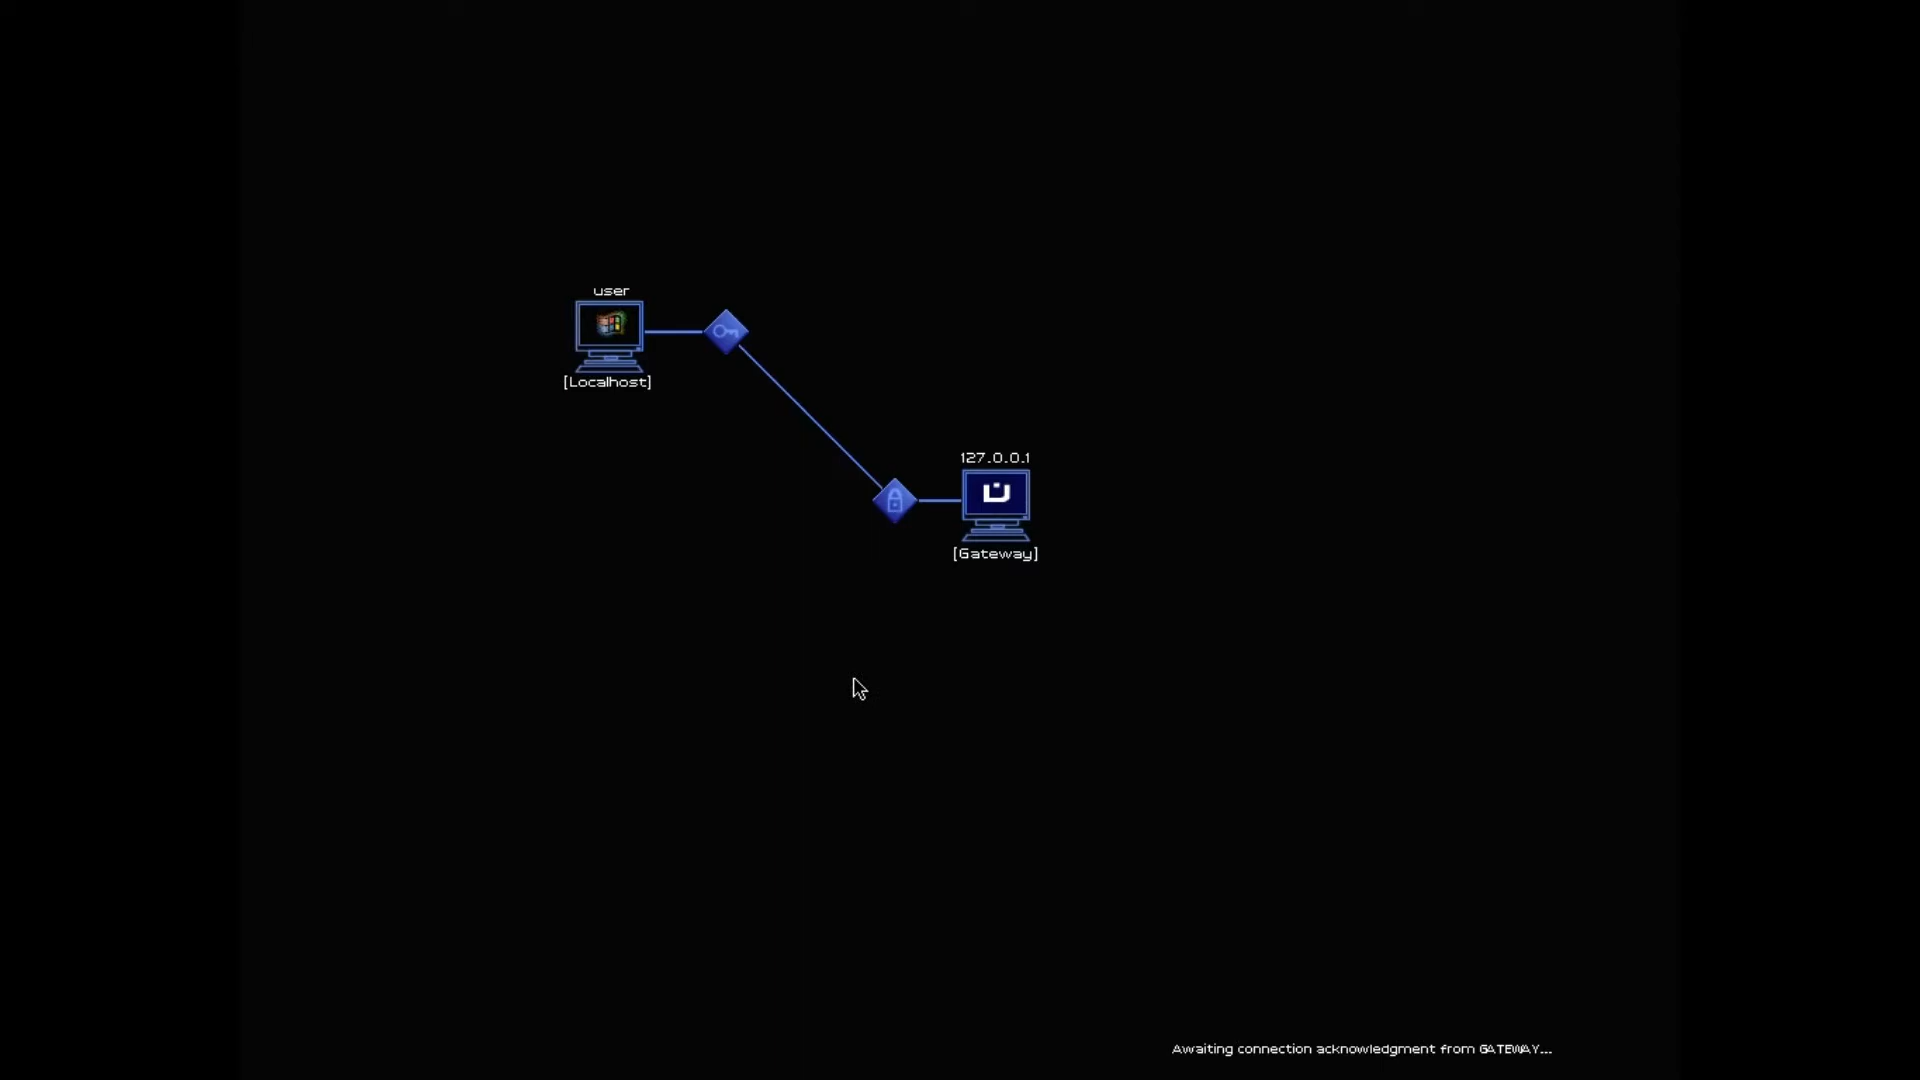 user
[Localhost]
127.0.0.1
[Gateway]
Awaiting connection acknowledgment from GATEWAY...